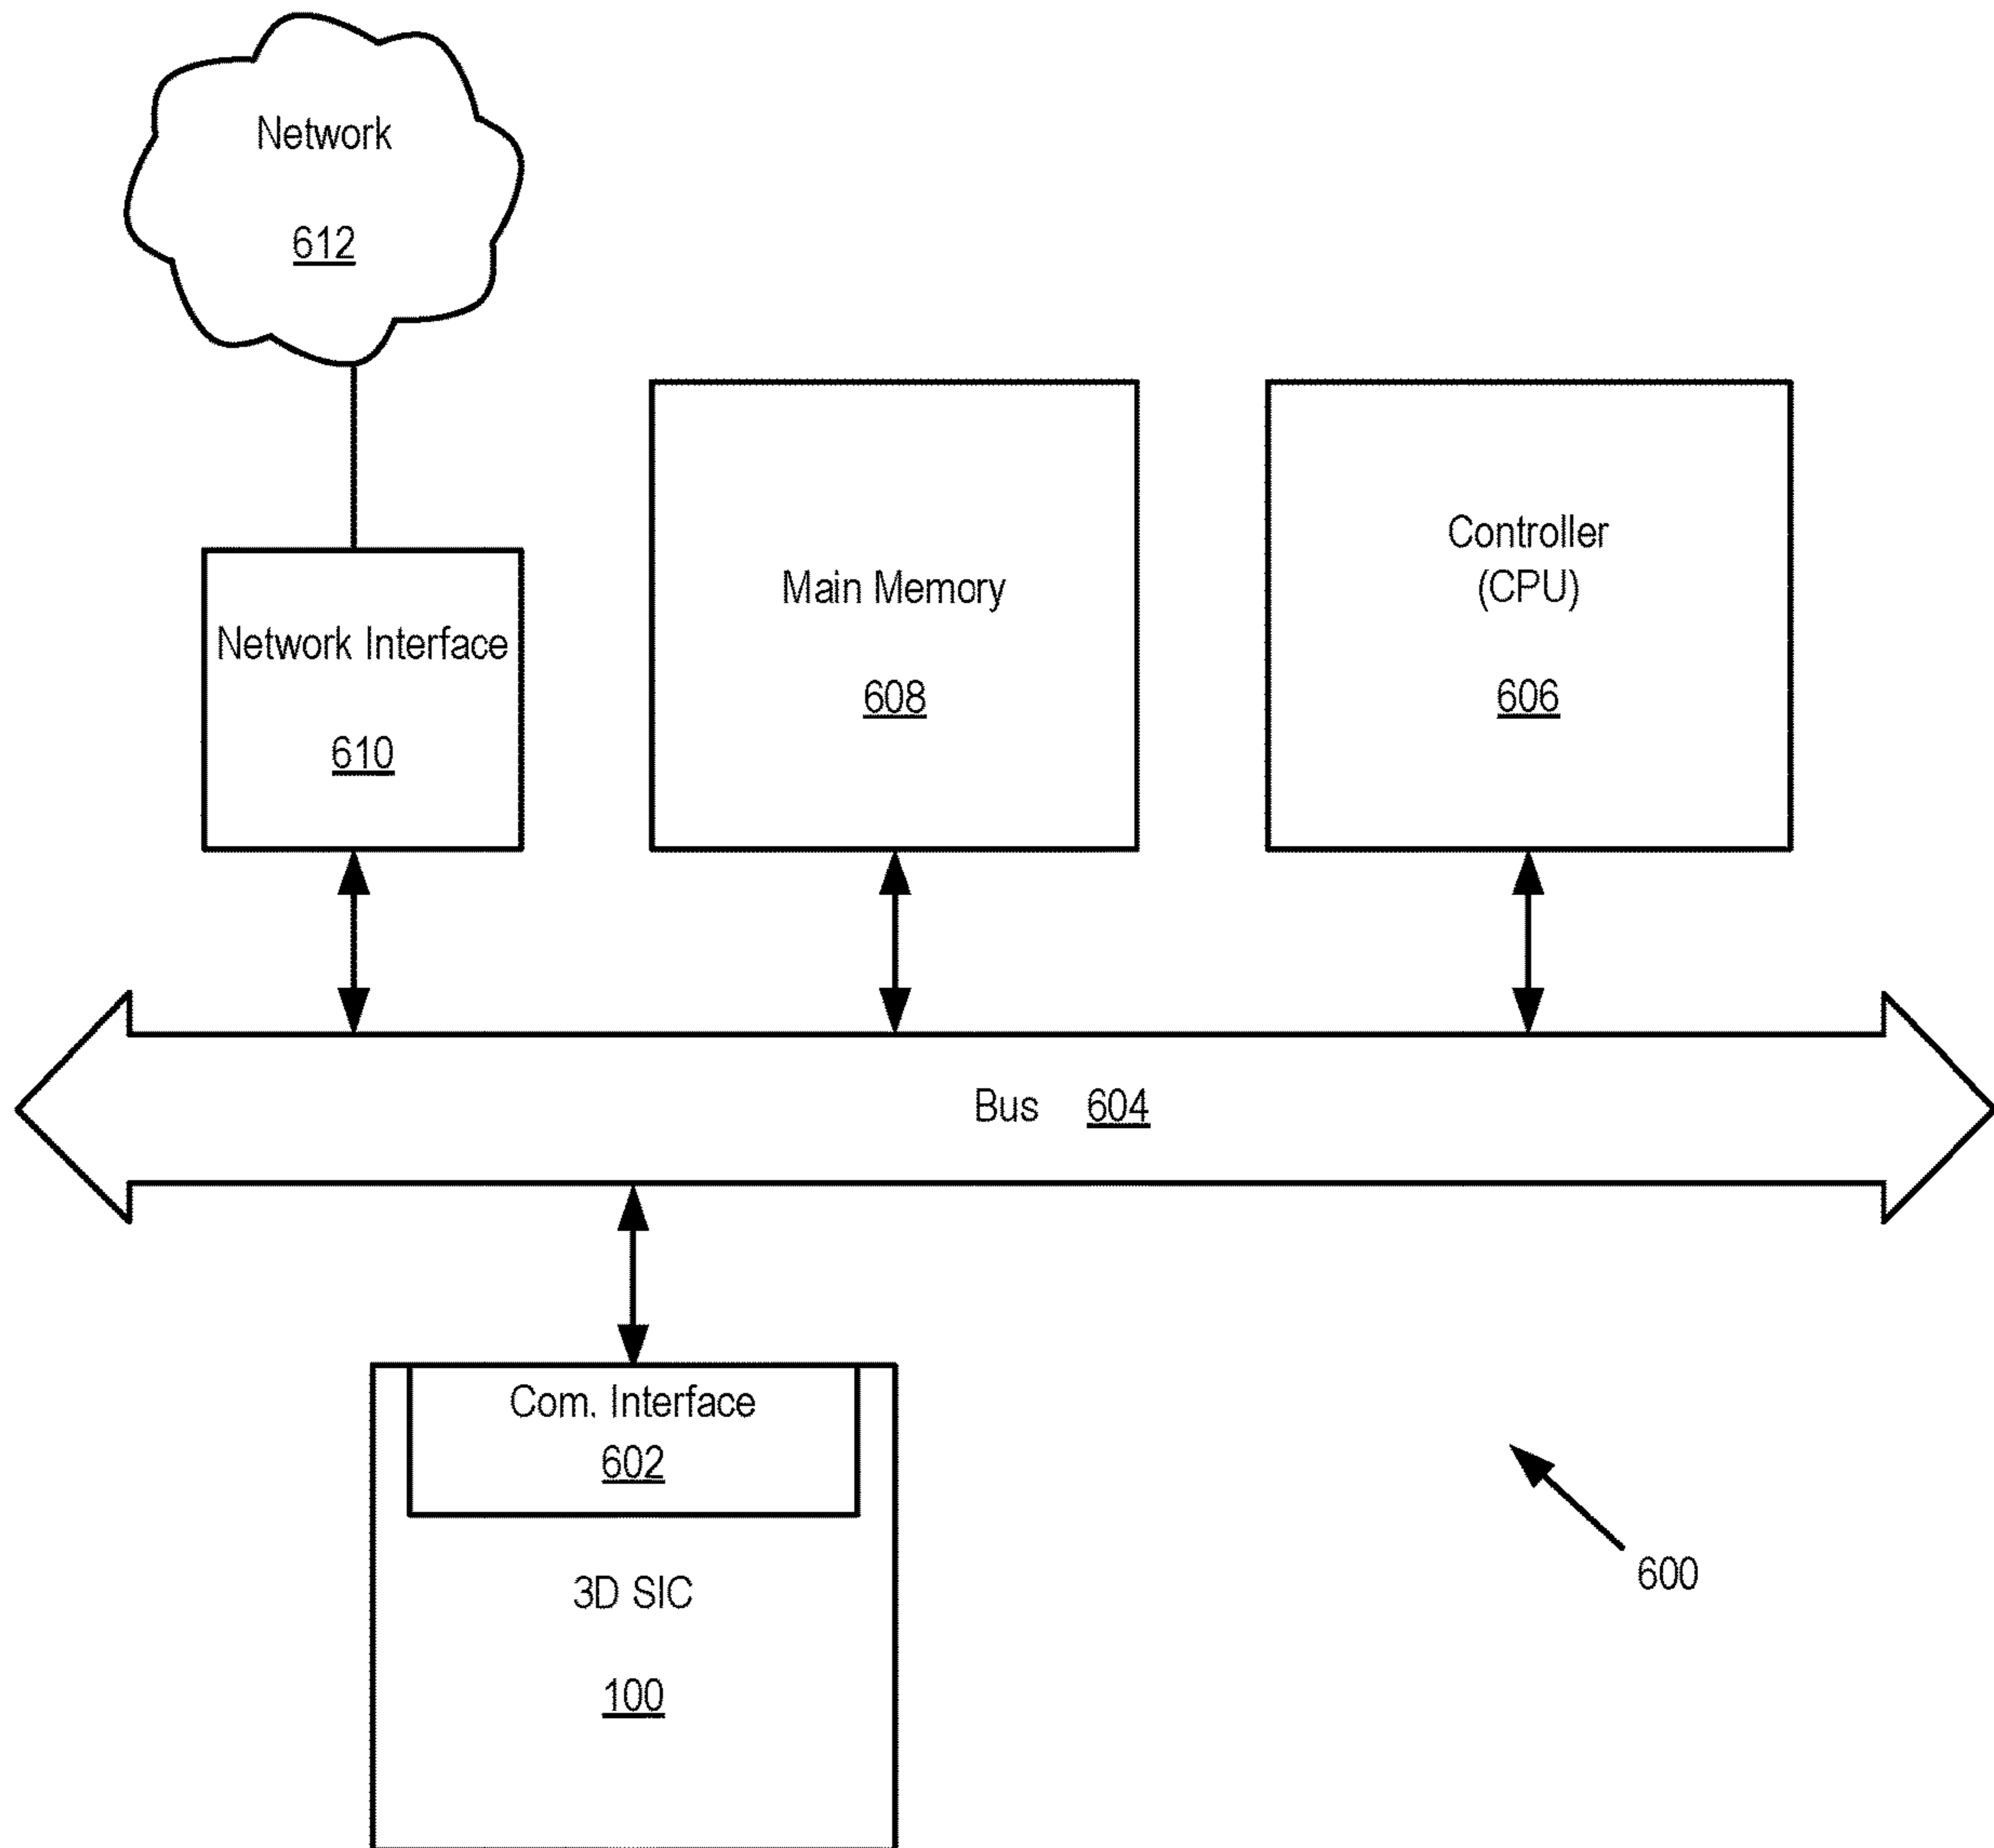 Network
612
Network Interface
610
Main Memory
608
Controller
(CPU)
606
Bus 604
Com. Interface
602
3D SIC
100
600